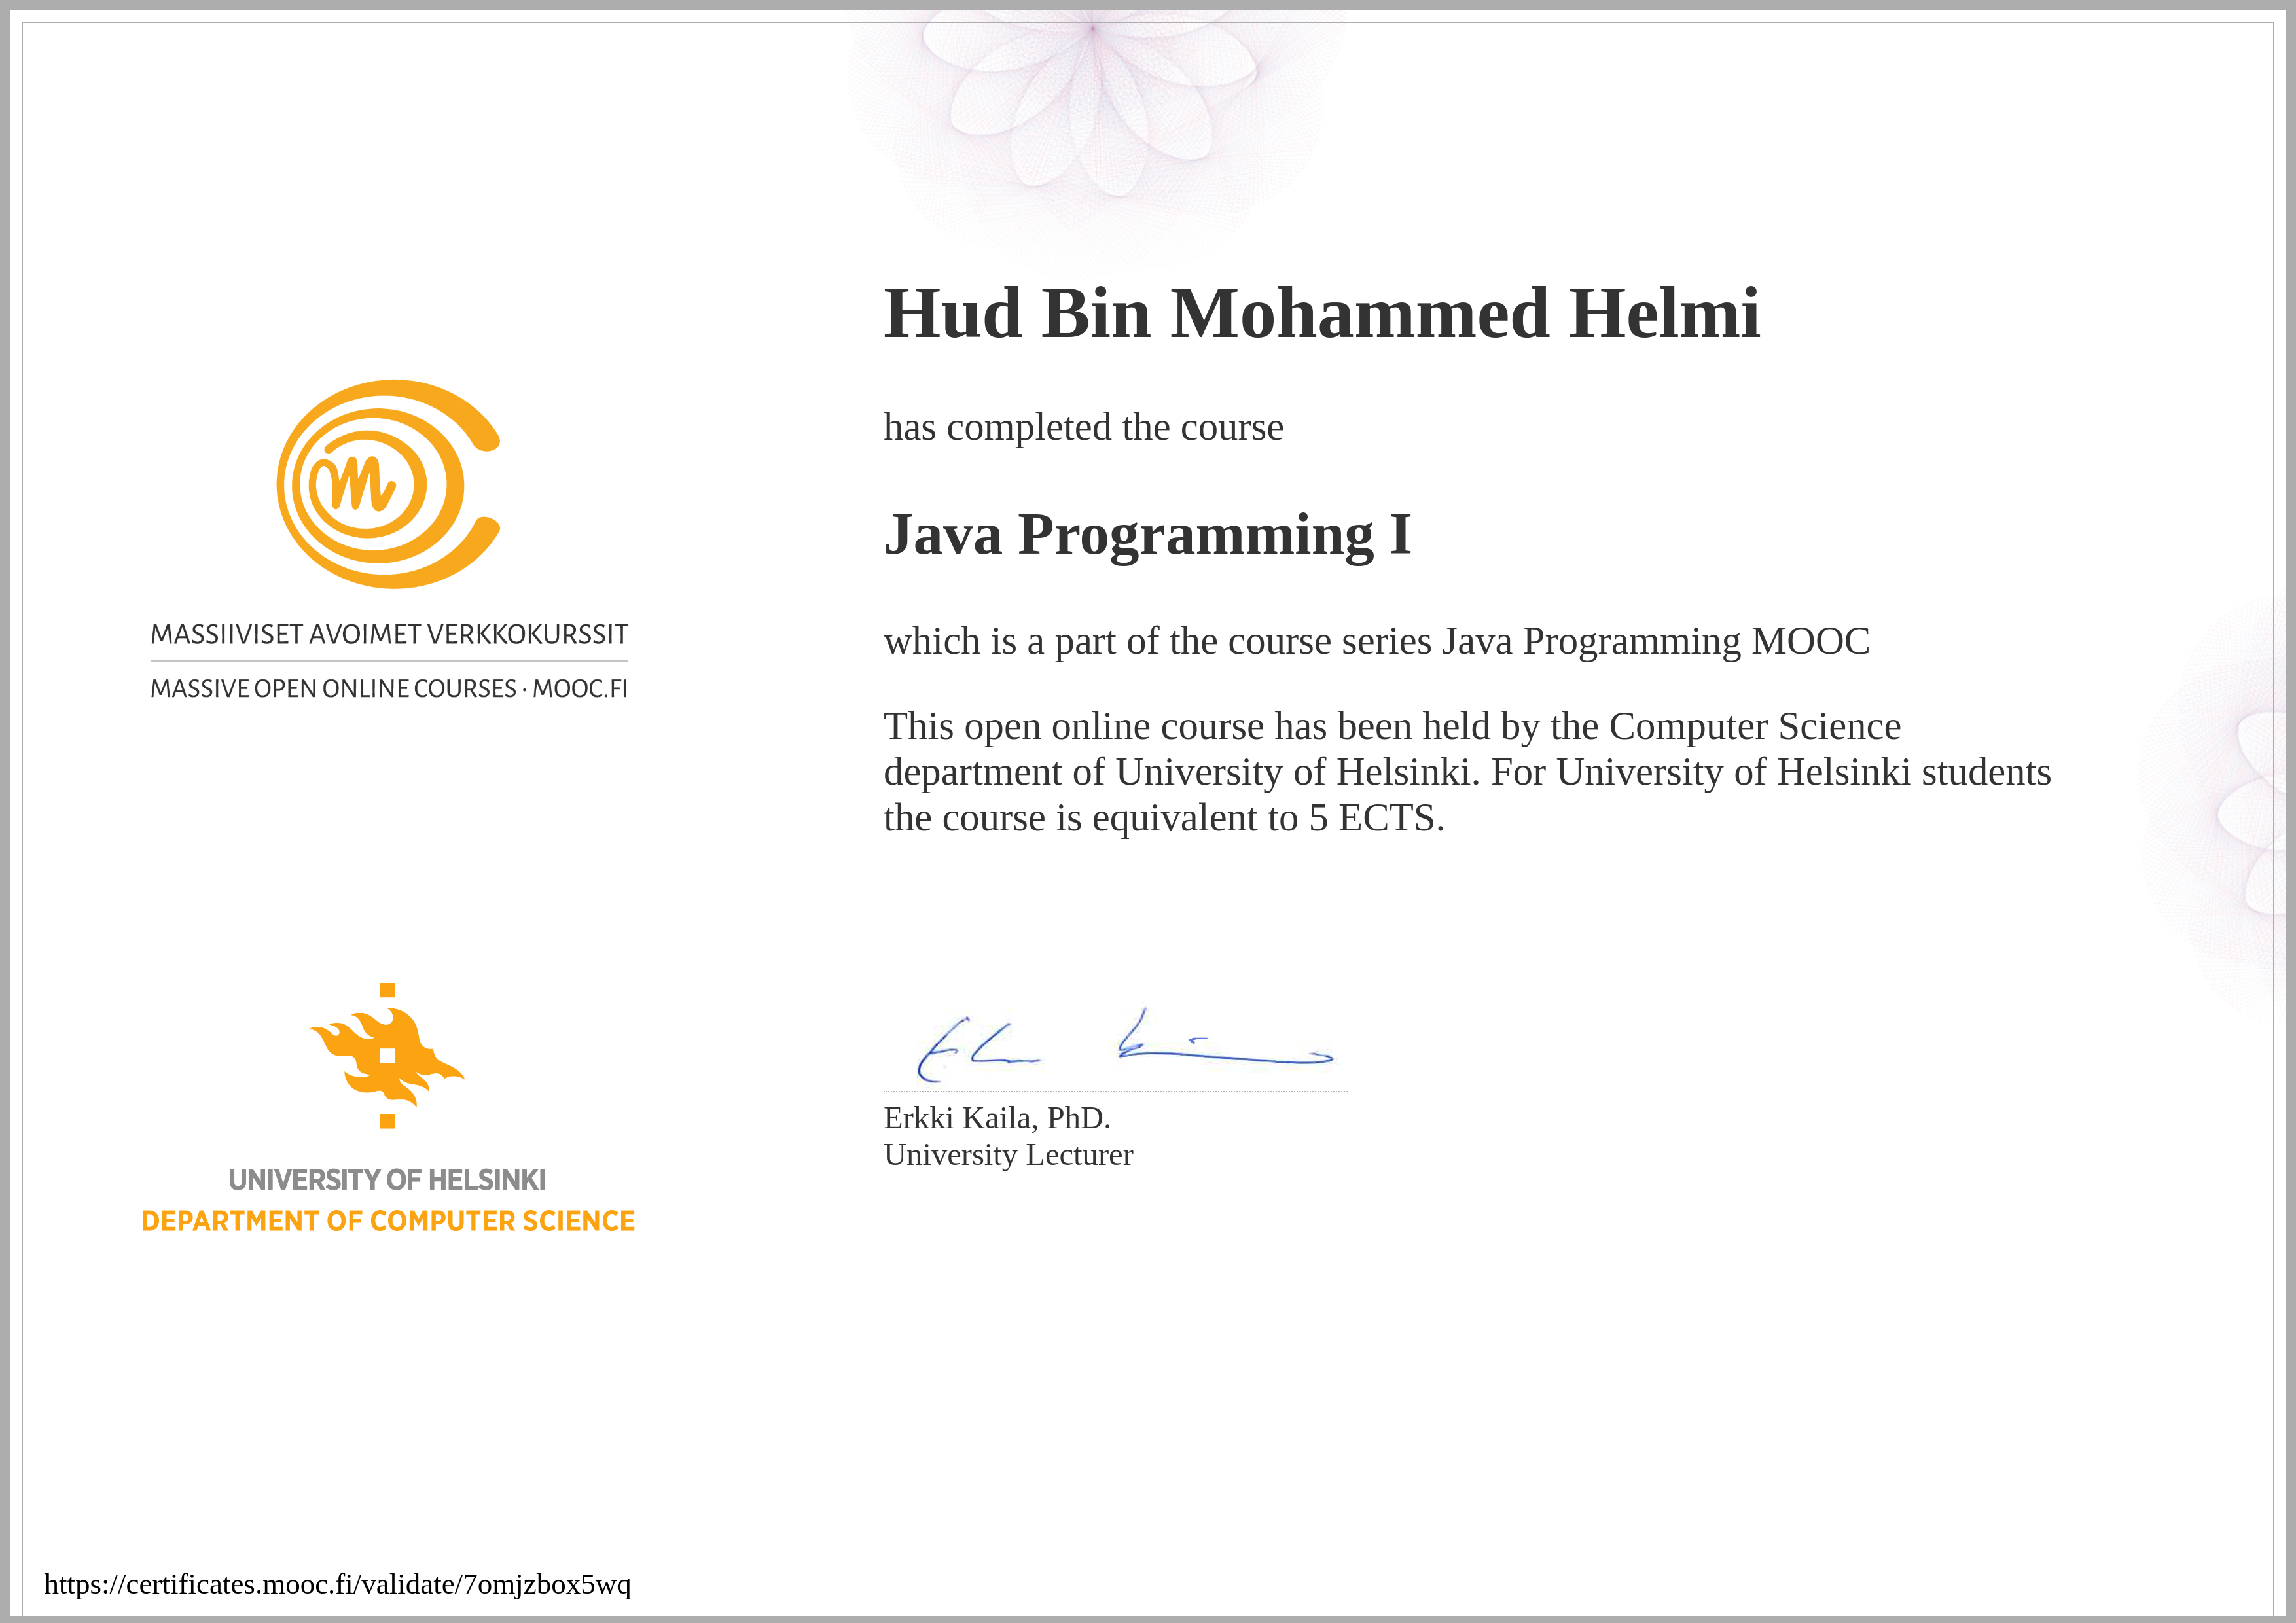 Hud Bin Mohammed Helmi
has completed the course
Java Programming I
which is a part of the course series Java Programming MOOC
This open online course has been held by the Computer Science
department of University of Helsinki. For University of Helsinki students
the course is equivalent to 5 ECTS.
Erkki Kaila, PhD.
University Lecturer
MASSIIVISET AVOIMET VERKKOKURSSIT
MASSIVE OPEN ONLINE COURSES · MOOC.FI
UNIVERSITY OF HELSINKI
DEPARTMENT OF COMPUTER SCIENCE
https://certificates.mooc.fi/validate/7omjzbox5wq